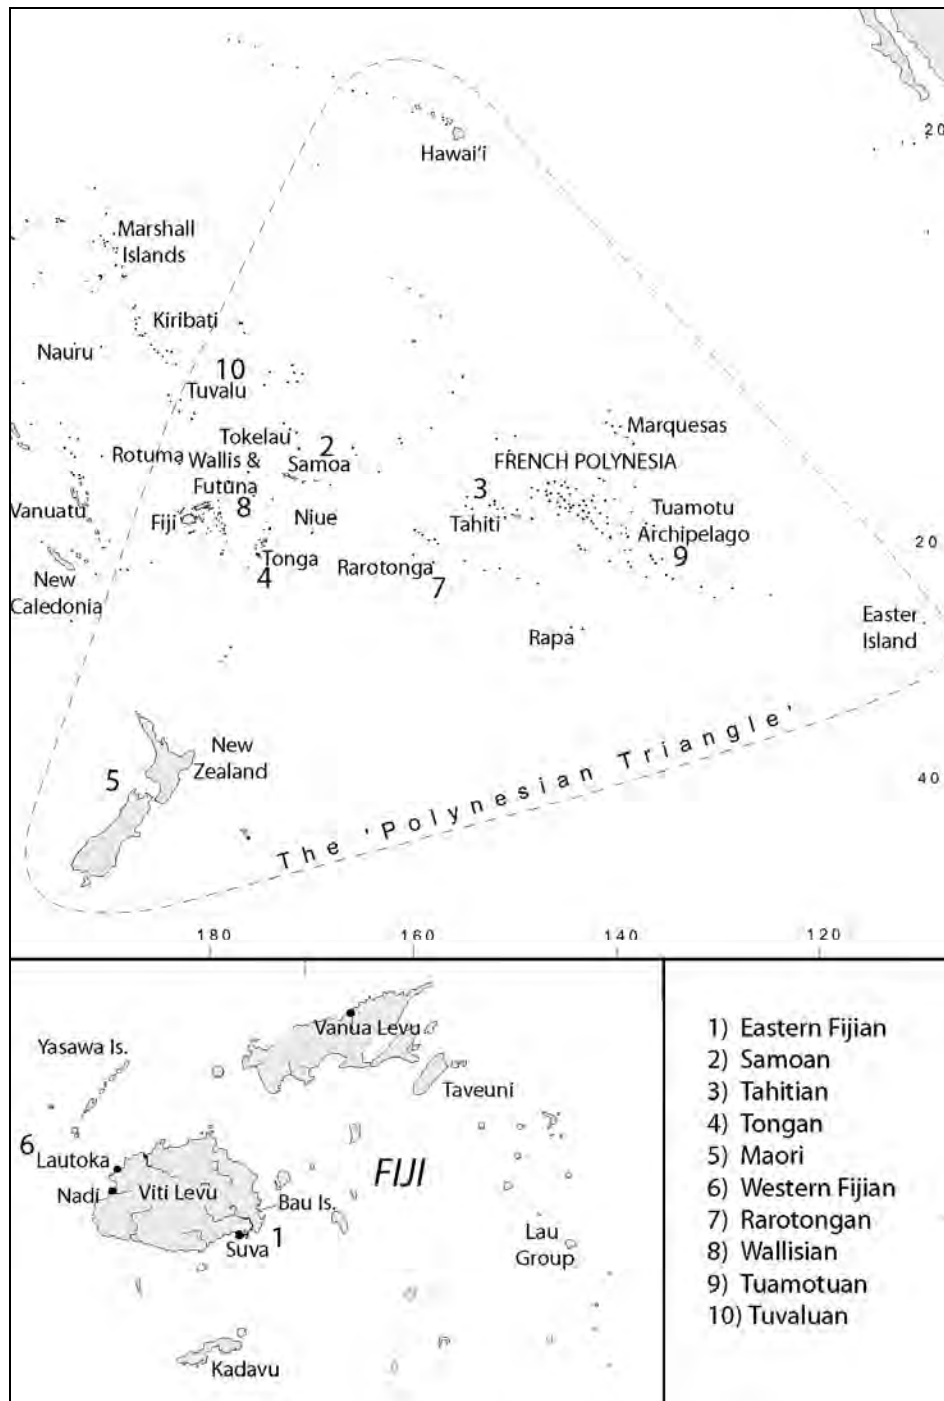 Hawai'i
20
Marshall
Islands
Kiribati
Nauru
10
Tuvalu
Marquesas
Tokelau
2
Rotuma
Wallis &
Samoa
FRENCH POLYNESIA
Futuna
3
8
Vanuatu
Fiji
Niue
Tahiti
Tuamotu
Archipelago
20
Tonga
9
4
Rarotonga
7
New
Caledonia
Easter
Island
Rapa
New
Zealand
5
40
The 'Polynesian Triangle'
180
160
140
120
Vanua Levu
Yasawa Is.
Taveuni
6
Lautoka
FIJI
Nadi
Viti Levu
Bau Is.
Suva
1
Lau
Group
Kadavu
1) Eastern Fijian
2) Samoan
3) Tahitian
4) Tongan
5) Maori
6) Western Fijian
7) Rarotongan
8) Wallisian
9) Tuamotuan
10) Tuvaluan